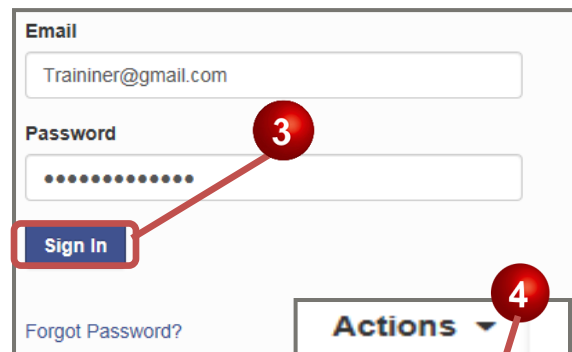 Email
Traininer@gmail.com
Password
3
•••••••••••••
Sign In
4
Forgot Password?
Actions